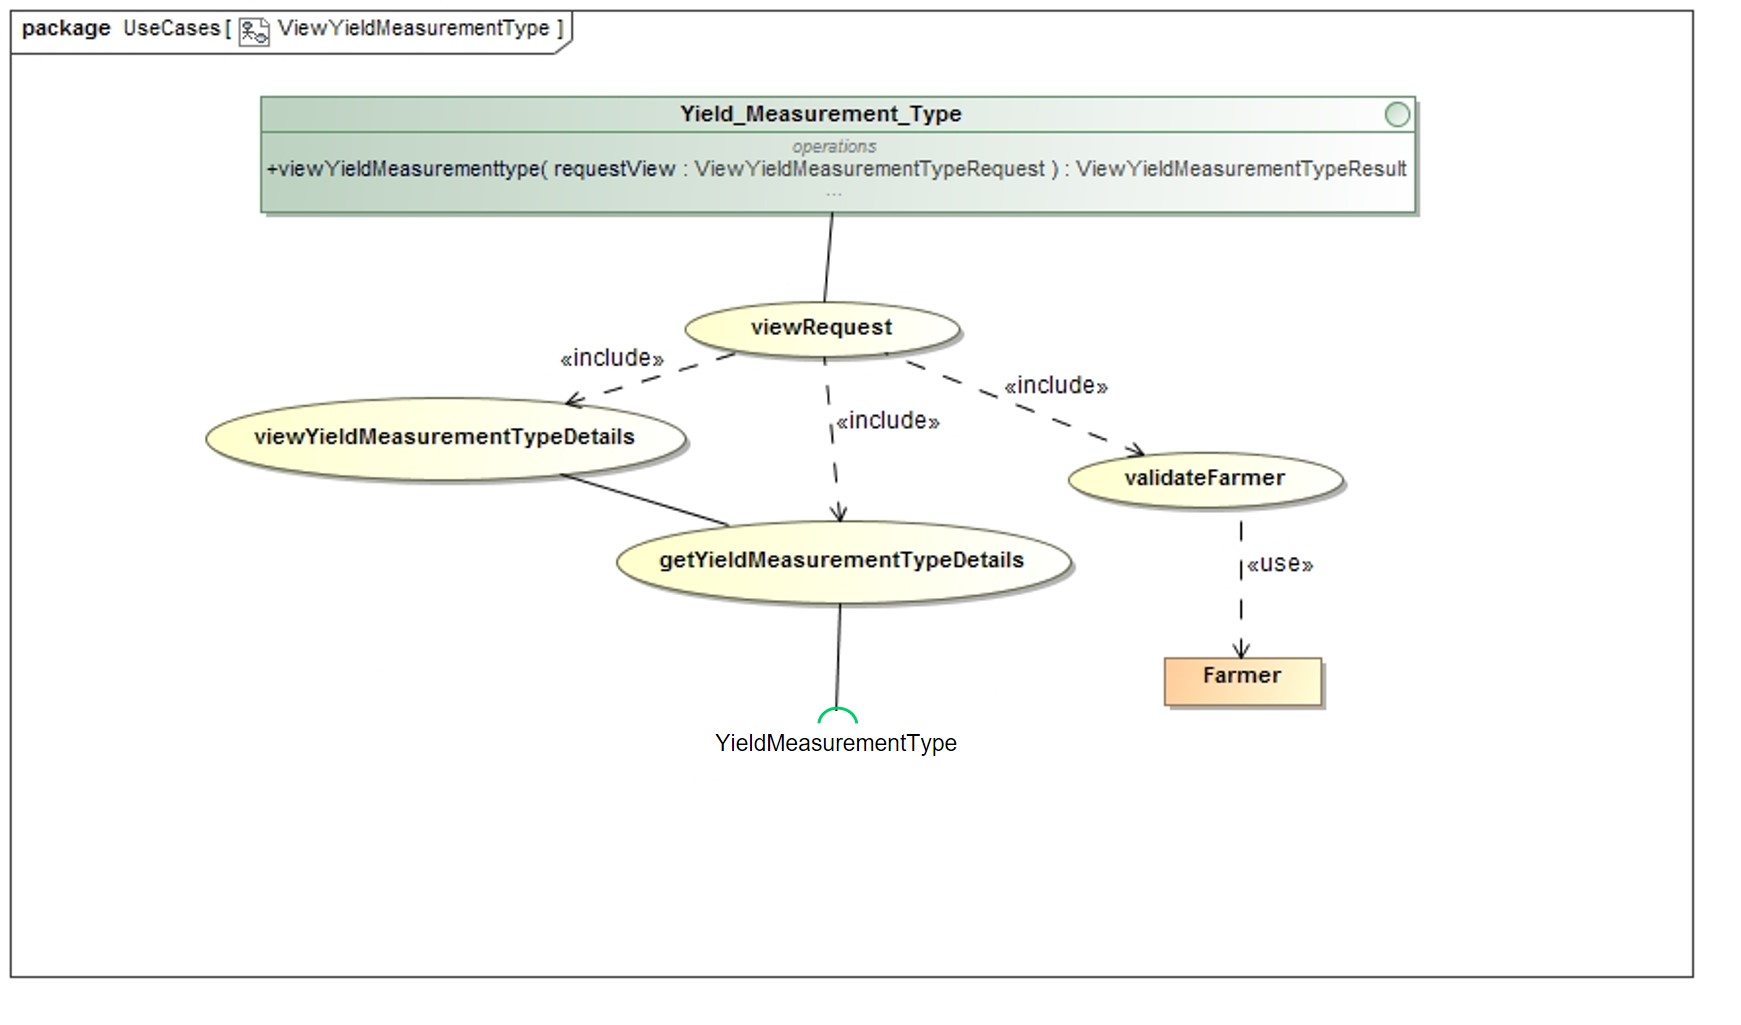 package UseCases [ ViewYieldMeasurementType ]
Yield_Measurement_Type
operations
+viewYieldMeasurementtype( requestView : ViewYieldMeasurementTypeRequest ) : ViewYieldMeasurementTypeResult
...
viewRequest
«include»
«include»
«include»
viewYieldMeasurementTypeDetails
validateFarmer
getYieldMeasurementTypeDetails
«use»
Farmer
YieldMeasurementType